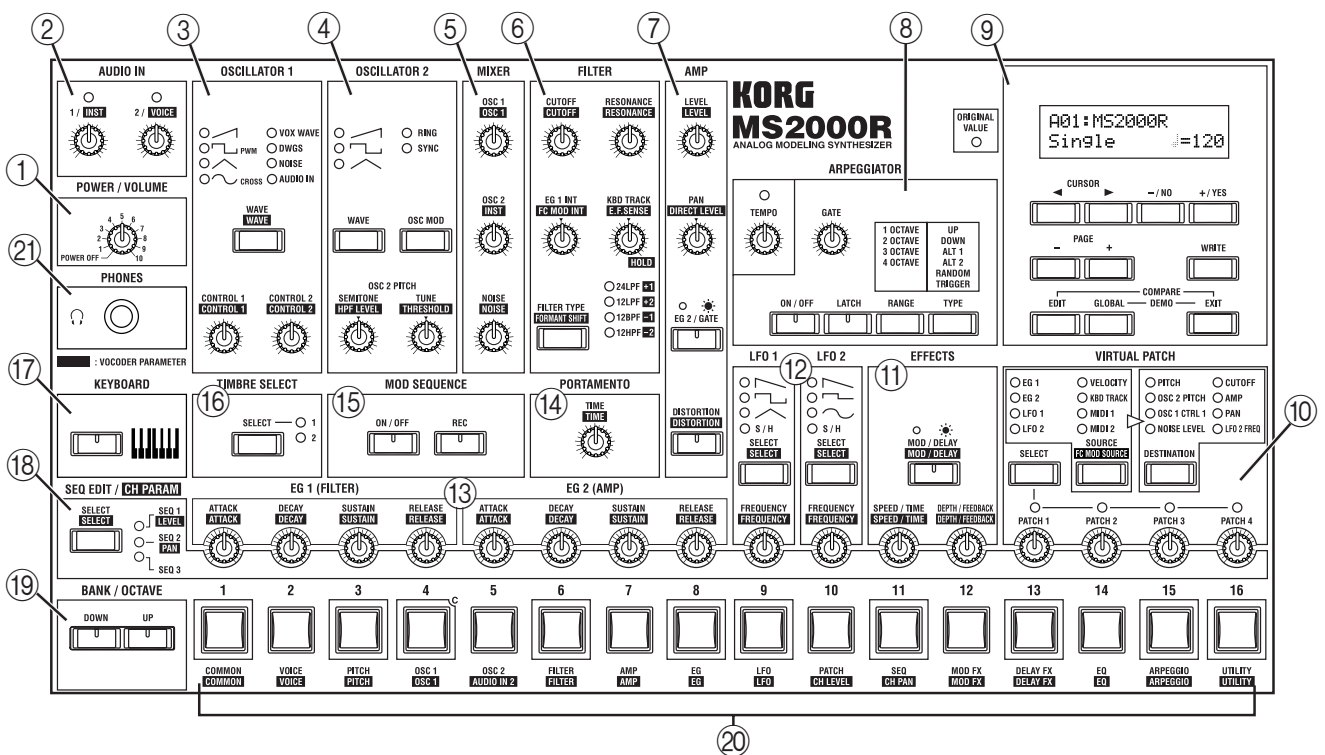 ② ③ ④ ⑤ ⑥ ⑦ ⑧ ⑨
AUDIO IN
1 / INST 2 / VOICE
① POWER / VOLUME
1 2 3 4 5 6 7 8 9 10
POWER OFF
㉑ PHONES
: VOCODER PARAMETER
OSCILLATOR 1
VOX WAVE
PWM DWGS
NOISE
CROSS AUDIO IN
WAVE
WAVE
CONTROL 1 CONTROL 2
CONTROL 1 CONTROL 2
OSCILLATOR 2
RING
SYNC
WAVE OSC MOD
OSC 2 PITCH
SEMITONE TUNE
HPF LEVEL THRESHOLD
MIXER
OSC 1
OSC 1
OSC 2
INST
NOISE
NOISE
FILTER
CUTOFF RESONANCE
CUTOFF RESONANCE
EG 1 INT KBD TRACK
FC MOD INT E.F.SENSE
HOLD
24LPF +1
12LPF +2
12BPF −1
12HPF −2
FILTER TYPE
FORMANT SHIFT
AMP
LEVEL
LEVEL
PAN
DIRECT LEVEL
EG 2 / GATE
DISTORTION
DISTORTION
KORG
MS2000R
ANALOG MODELING SYNTHESIZER
ORIGINAL
VALUE
ARPEGGIATOR
TEMPO GATE
1 OCTAVE UP
2 OCTAVE DOWN
3 OCTAVE ALT 1
4 OCTAVE ALT 2
RANDOM
TRIGGER
ON / OFF LATCH RANGE TYPE
A01:MS2000R
Single ♩=120
CURSOR − / NO + / YES
PAGE
− + WRITE
COMPARE
EDIT GLOBAL DEMO EXIT
⑰ KEYBOARD
TIMBRE SELECT
⑯ SELECT 1
2
MOD SEQUENCE
⑮ ON / OFF REC
PORTAMENTO
⑭ TIME
TIME
LFO 1 ⑫ LFO 2
S / H S / H
SELECT SELECT
SELECT SELECT
FREQUENCY FREQUENCY
FREQUENCY FREQUENCY
EFFECTS
⑪
MOD / DELAY
MOD / DELAY
SPEED / TIME DEPTH / FEEDBACK
SPEED / TIME DEPTH / FEEDBACK
VIRTUAL PATCH
EG 1 VELOCITY PITCH CUTOFF
EG 2 KBD TRACK OSC 2 PITCH AMP
LFO 1 MIDI 1 OSC 1 CTRL 1 PAN
LFO 2 MIDI 2 NOISE LEVEL LFO 2 FREQ
⑩
SELECT SOURCE DESTINATION
FC MOD SOURCE
PATCH 1 PATCH 2 PATCH 3 PATCH 4
⑱ SEQ EDIT / CH PARAM
SELECT
SELECT
SEQ 1
LEVEL
SEQ 2
PAN
SEQ 3
EG 1 (FILTER) ⑬ EG 2 (AMP)
ATTACK DECAY SUSTAIN RELEASE ATTACK DECAY SUSTAIN RELEASE
ATTACK DECAY SUSTAIN RELEASE ATTACK DECAY SUSTAIN RELEASE
⑲ BANK / OCTAVE
DOWN UP
1 2 3 4 5 6 7 8 9 10 11 12 13 14 15 16
C
COMMON VOICE PITCH OSC 1 OSC 2 FILTER AMP EG LFO PATCH SEQ MOD FX DELAY FX EQ ARPEGGIO UTILITY
COMMON VOICE PITCH OSC 1 AUDIO IN 2 FILTER AMP EG LFO CH LEVEL CH PAN MOD FX DELAY FX EQ ARPEGGIO UTILITY
⑳